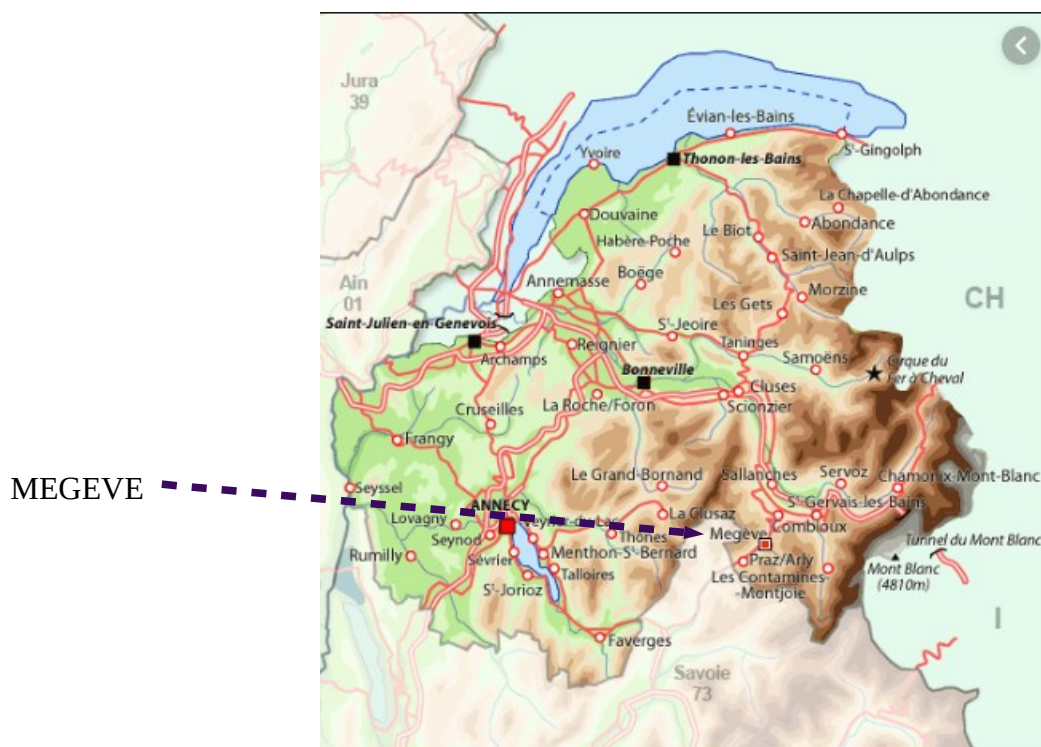 Jura
39
Évian-les-Bains
St-Gingolph
Yvoire
Thonon-les-Bains
La Chapelle-d'Abondance
Douvaine
Abondance
Le Biot
Habère-Poche
Saint-Jean-d'Aulps
Boëge
Ain
01
Annemasse
Morzine
CH
Les Gets
Saint-Julien-en-Genevois
St-Jeoire
Archamps
Reignier
Taninges
Samoëns
Cirque du
Fer à Cheval
Bonneville
Cluses
La Roche/Foron
Scionzier
Cruseilles
Frangy
Le Grand-Bornand
Sallanches
Servoz
Chamonix-Mont-Blanc
MEGEVE
Seyssel
St-Gervais-les Bains
ANNECY
La Clusaz
Lovagny
Veyrier-du-Lac
Combloux
Seynod
Thônes
Megève
Tunnel du Mont Blanc
Rumilly
Sévrier
Menthon-St-Bernard
Praz/Arly
Mont Blanc
(4810m)
Talloires
Les Contamines-
-Montjoie
St-Jorioz
I
Faverges
Savoie
73